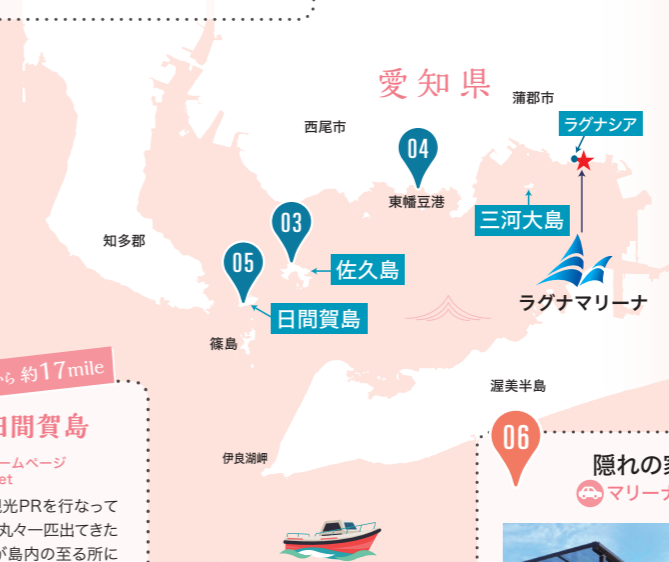 愛知県
蒲郡市
ラグナシア
西尾市
04
東幡豆港
三河大島
03
知多郡
05
佐久島
ラグナマリーナ
日間賀島
篠島
から 約17mile
渥美半島
日間賀島
06
伊良湖岬
ームページ
et
隠れの
マリーナ
光PRを行なって
丸々一匹出てきた
が島内の至る所に